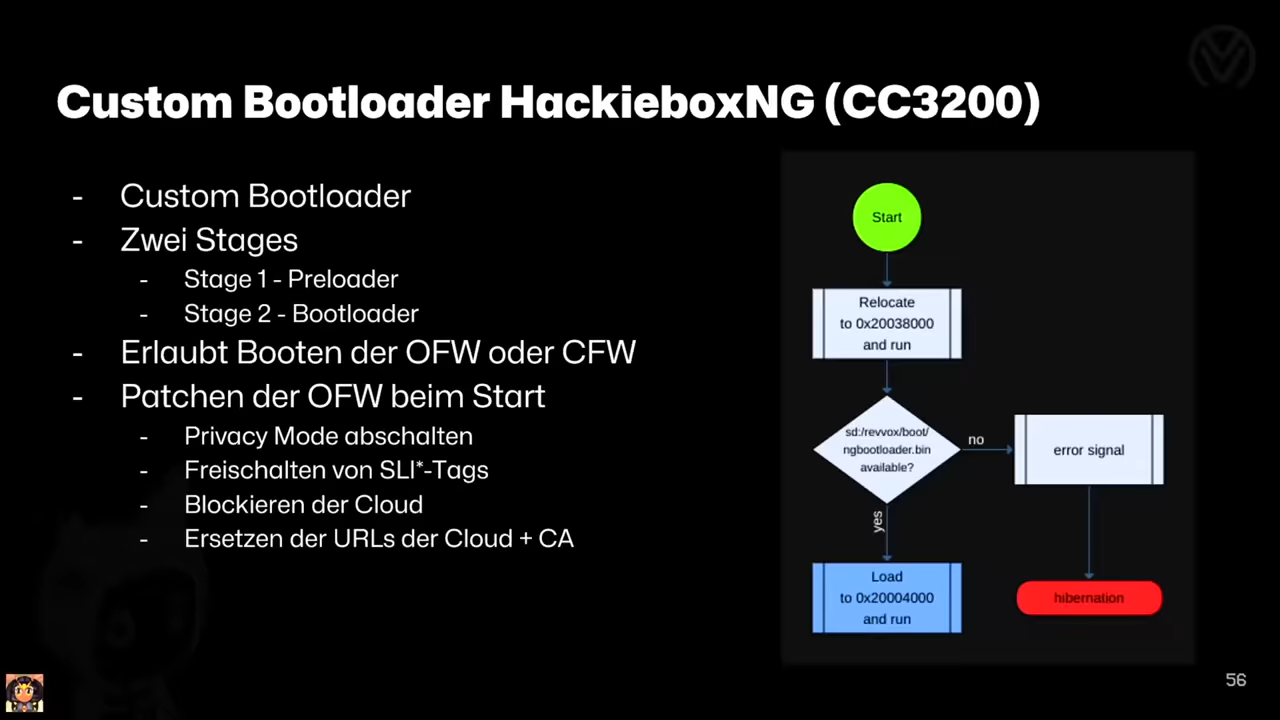 Custom Bootloader HackieboxNG (CC3200)
- Custom Bootloader
- Zwei Stages
- Stage 1 - Preloader
- Stage 2 - Bootloader
- Erlaubt Booten der OFW oder CFW
- Patchen der OFW beim Start
- Privacy Mode abschalten
- Freischalten von SLI*-Tags
- Blockieren der Cloud
- Ersetzen der URLs der Cloud + CA
Start
Relocate
to 0x20038000
and run
sd:/revvox/boot/
ngbootloader.bin
available?
no
error signal
yes
Load
to 0x20004000
and run
hibernation
56